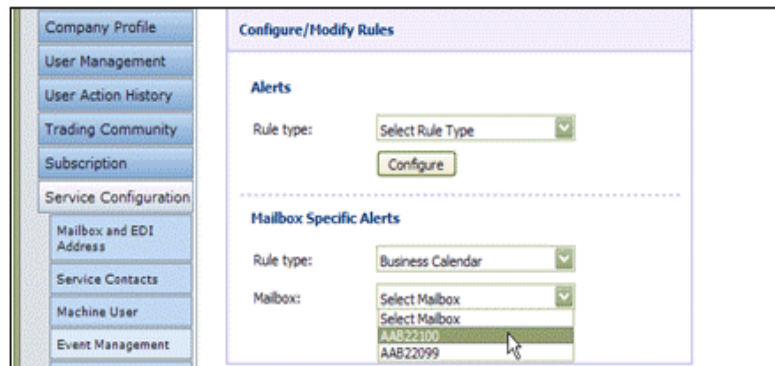 Company Profile
User Management
User Action History
Trading Community
Subscription
Service Configuration
Mailbox and EDI
Address
Service Contacts
Machine User
Event Management
Configure/Modify Rules
Alerts
Rule type: Select Rule Type
Configure
Mailbox Specific Alerts
Rule type: Business Calendar
Mailbox: Select Mailbox
Select Mailbox
AAB22100
AAB22099